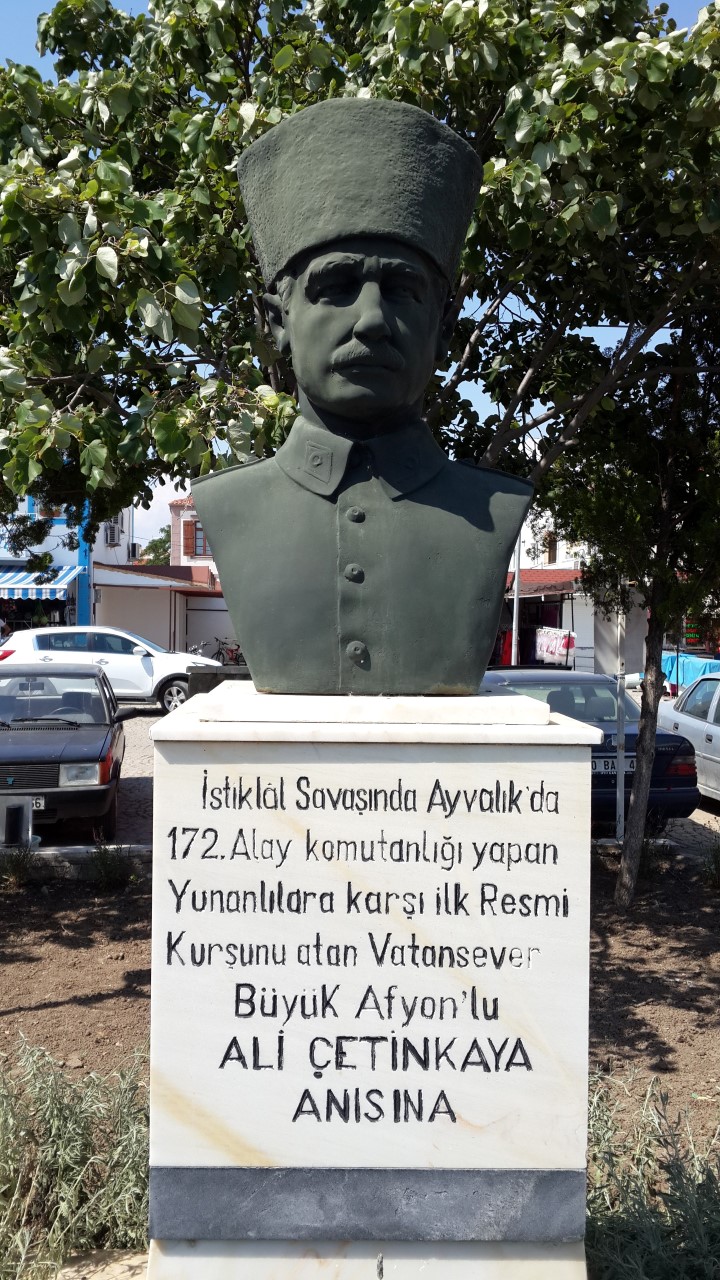 İstiklâl Savaşında Ayvalık'da
172. Alay komutanlığı yapan
Yunanlılara karşı ilk Resmi
Kurşunu atan Vatansever
Büyük Afyon'lu
ALİ ÇETİNKAYA
ANISINA